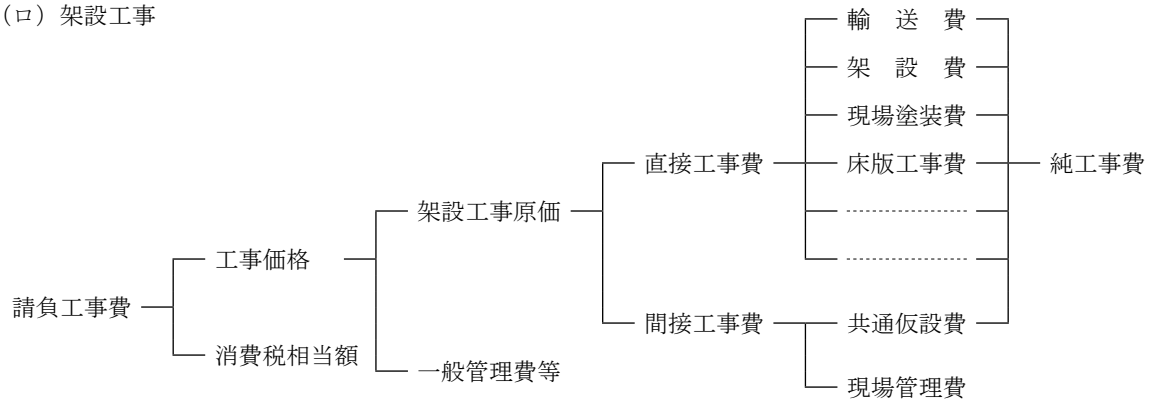 (ロ) 架設工事
輸　送　費
架　設　費
現場塗装費
直接工事費
床版工事費
純工事費
架設工事原価
工事価格
請負工事費
間接工事費
共通仮設費
消費税相当額
一般管理費等
現場管理費